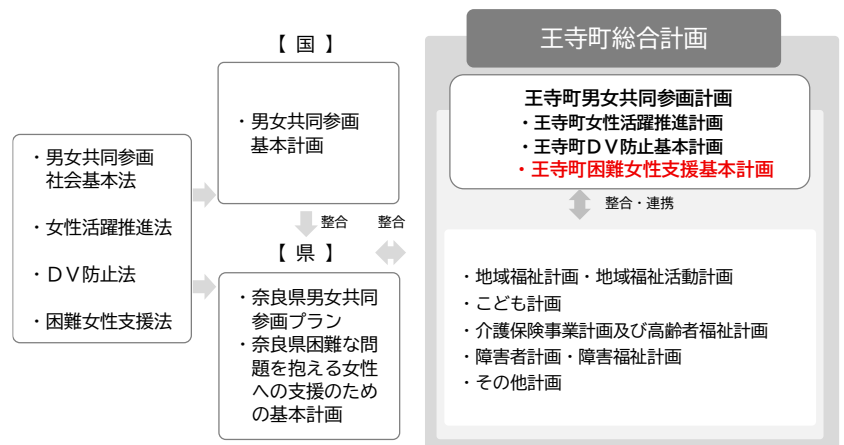 ・男女共同参画
社会基本法
・女性活躍推進法
・ＤＶ防止法
・困難女性支援法
【 国 】
・男女共同参画
基本計画
整合
整合
【 県 】
・奈良県男女共同
参画プラン
・奈良県困難な問
題を抱える女性
への支援のため
の基本計画
王寺町総合計画
王寺町男女共同参画計画
・王寺町女性活躍推進計画
・王寺町ＤＶ防止基本計画
・王寺町困難女性支援基本計画
整合・連携
・地域福祉計画・地域福祉活動計画
・こども計画
・介護保険事業計画及び高齢者福祉計画
・障害者計画・障害福祉計画
・その他計画